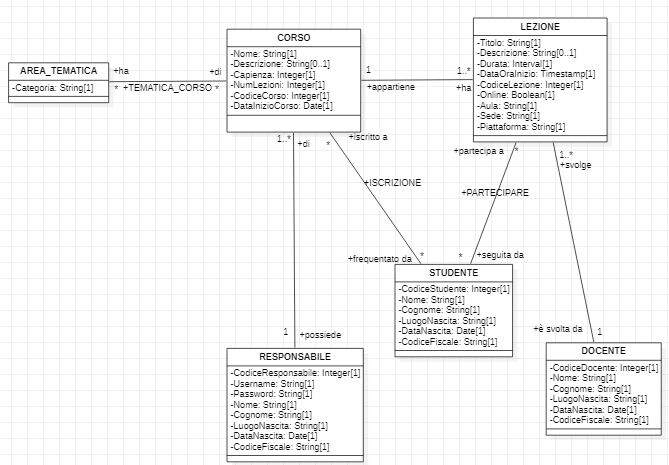 AREA_TEMATICA
-Categoria: String[1]
+ha
+di
* +TEMATICA_CORSO *
CORSO
-Nome: String[1]
-Descrizione: String[0..1]
-Capienza: Integer[1]
-NumLezioni: Integer[1]
-CodiceCorso: Integer[1]
-DataInizioCorso: Date[1]
1
1..*
+appartiene
+ha
LEZIONE
-Titolo: String[1]
-Descrizione: String[0..1]
-Durata: Interval[1]
-DataOraInizio: Timestamp[1]
-CodiceLezione: Integer[1]
-Online: Boolean[1]
-Aula: String[1]
-Sede: String[1]
-Piattaforma: String[1]
1..*
+di
*
+iscritto a
+ISCRIZIONE
+frequentato da
*
+partecipa a
*
+PARTECIPARE
*
+seguita da
1..*
+svolge
+è svolta da
1
STUDENTE
-CodiceStudente: Integer[1]
-Nome: String[1]
-Cognome: String[1]
-LuogoNascita: String[1]
-DataNascita: Date[1]
-CodiceFiscale: String[1]
1
+possiede
RESPONSABILE
-CodiceResponsabile: Integer[1]
-Username: String[1]
-Password: String[1]
-Nome: String[1]
-Cognome: String[1]
-LuogoNascita: String[1]
-DataNascita: Date[1]
-CodiceFiscale: String[1]
DOCENTE
-CodiceDocente: Integer[1]
-Nome: String[1]
-Cognome: String[1]
-LuogoNascita: String[1]
-DataNascita: Date[1]
-CodiceFiscale: String[1]